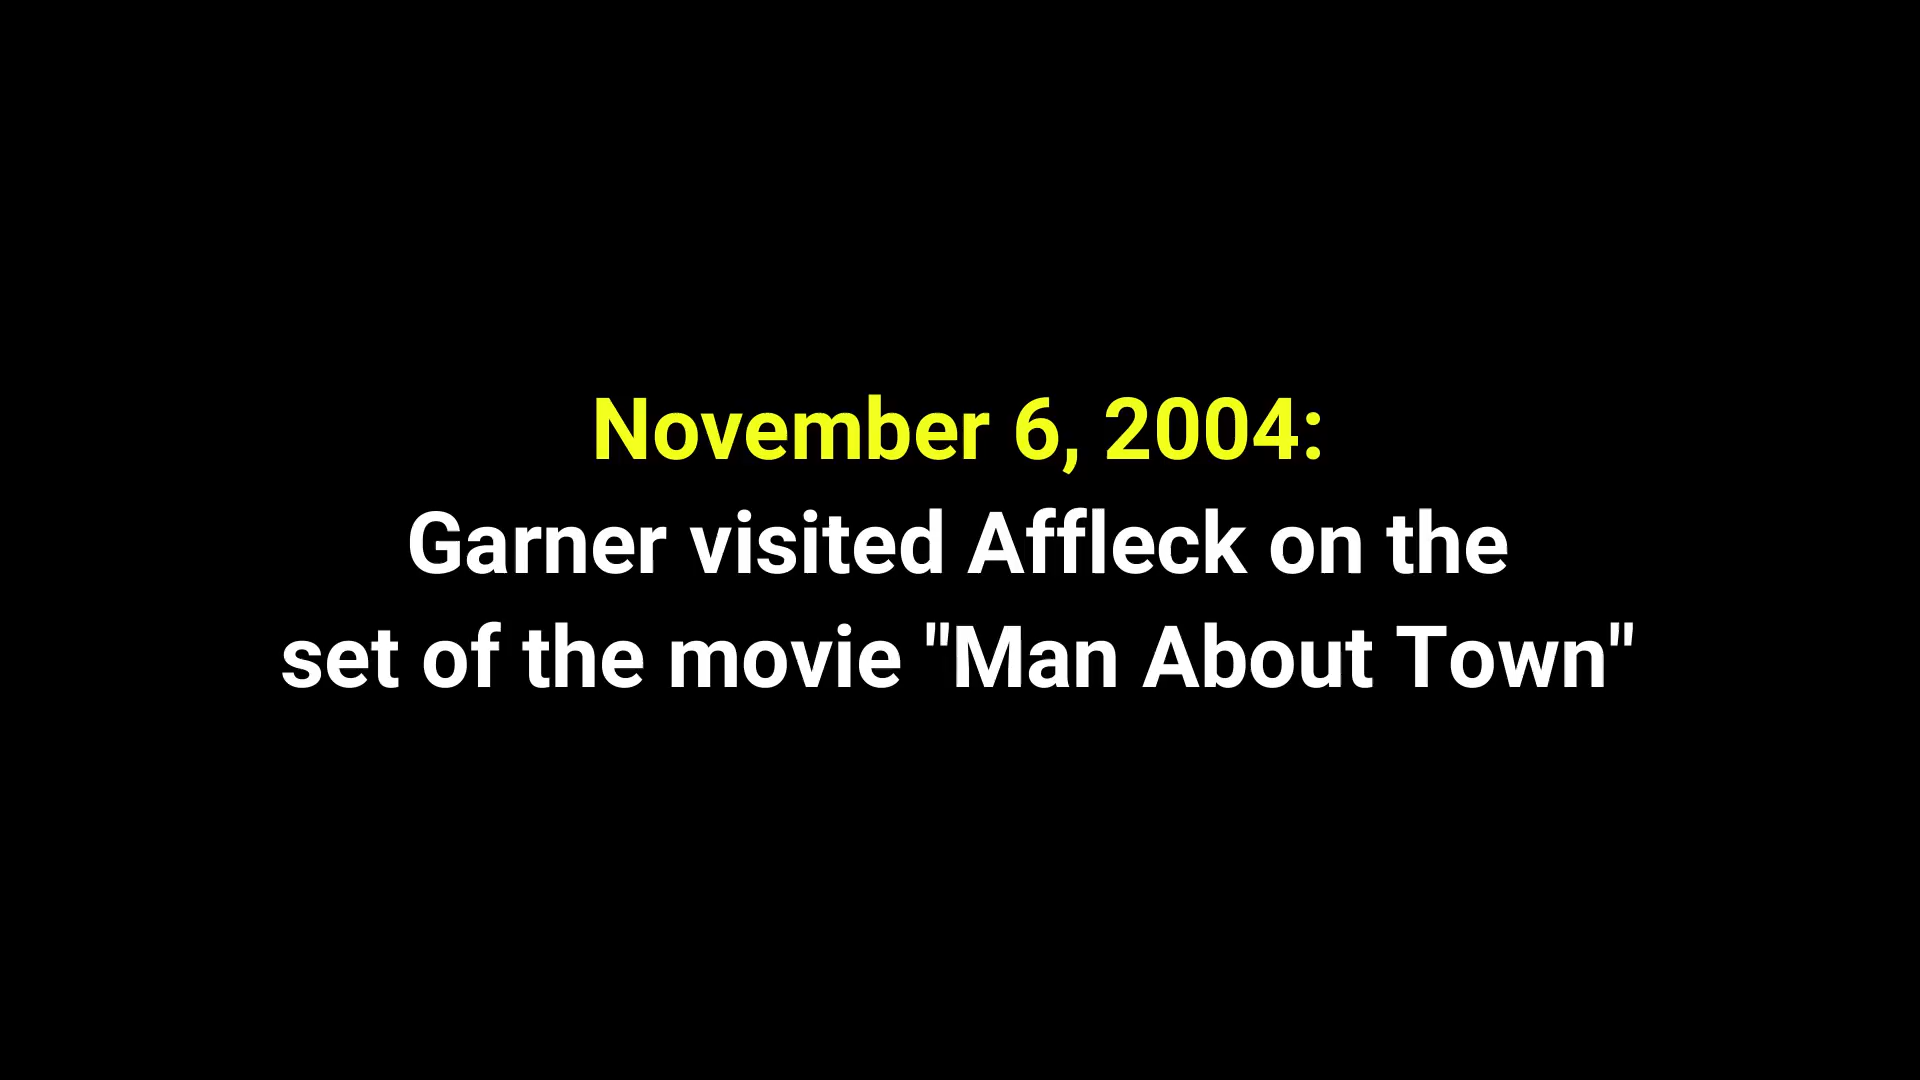 November 6, 2004:
Garner visited Affleck on the
set of the movie "Man About Town"